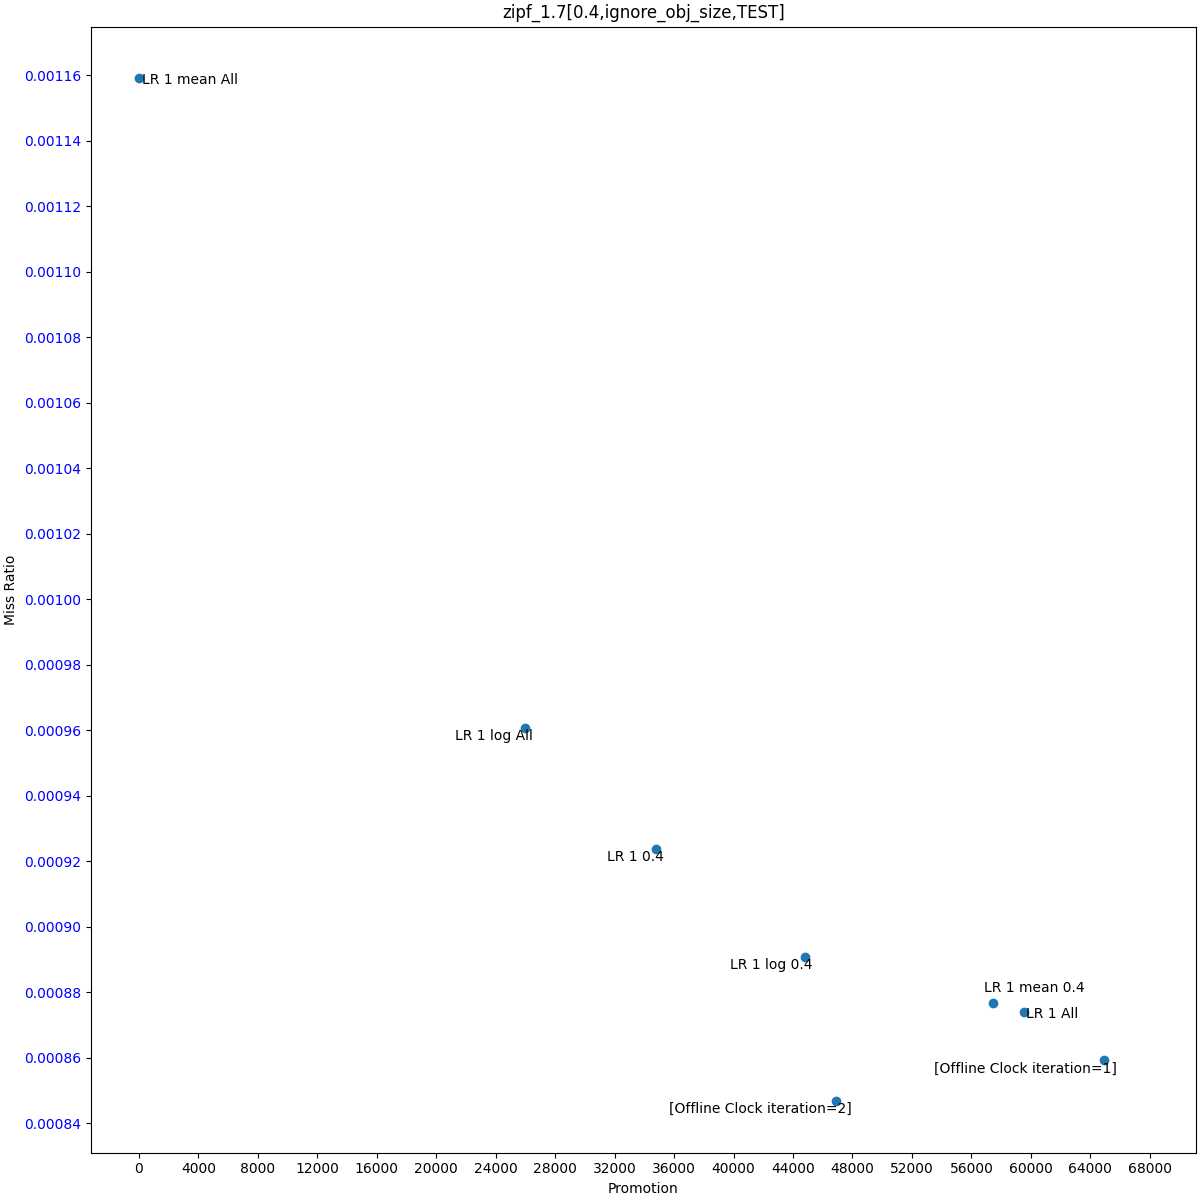 zipf_1.7[0.4,ignore_obj_size,TEST]
0.00116
LR 1 mean All
0.00114
0.00112
0.00110
0.00108
0.00106
0.00104
0.00102
0.00100
0.00098
0.00096
LR 1 log All
0.00094
0.00092
LR 1 0.4
0.00090
LR 1 log 0.4
0.00088
LR 1 mean 0.4
LR 1 All
0.00086
[Offline Clock iteration=1]
[Offline Clock iteration=2]
0.00084
Miss Ratio
0 4000 8000 12000 16000 20000 24000 28000 32000 36000 40000 44000 48000 52000 56000 60000 64000 68000
Promotion